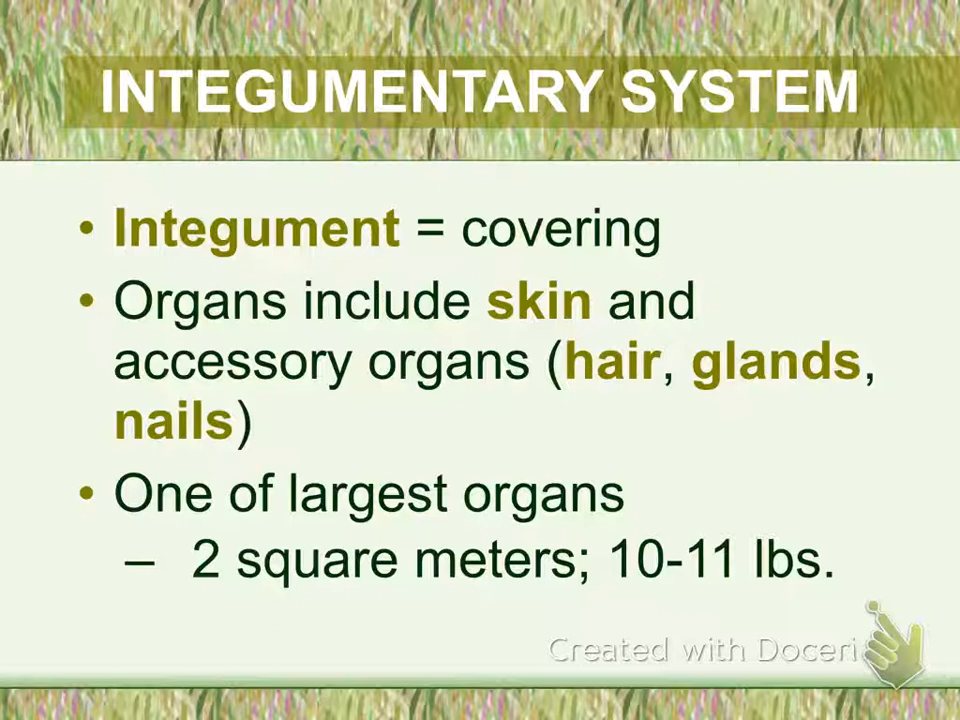 INTEGUMENTARY SYSTEM
• Integument = covering
• Organs include skin and
accessory organs (hair, glands,
nails)
• One of largest organs
– 2 square meters; 10-11 lbs.
Created with Doceri